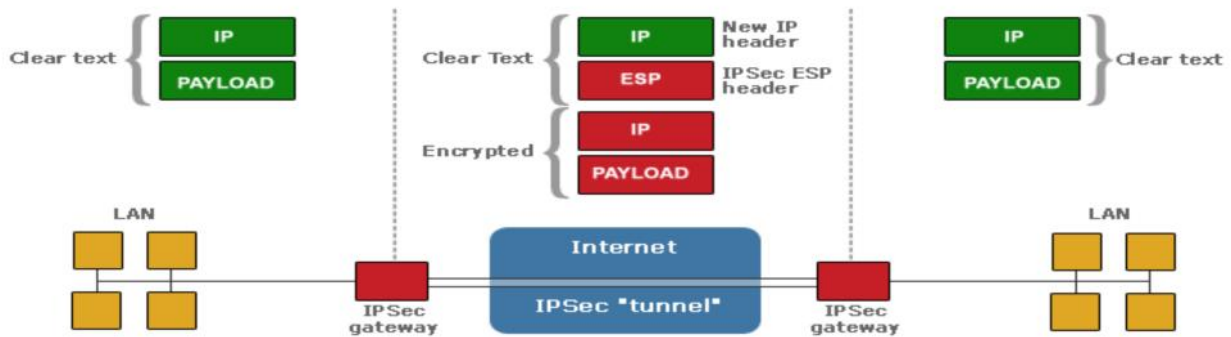 Clear text
IP
PAYLOAD
Clear Text
IP
New IP
header
ESP
IPSec ESP
header
Encrypted
IP
PAYLOAD
IP
PAYLOAD
Clear text
LAN
IPSec
gateway
Internet
IPSec "tunnel"
IPSec
gateway
LAN